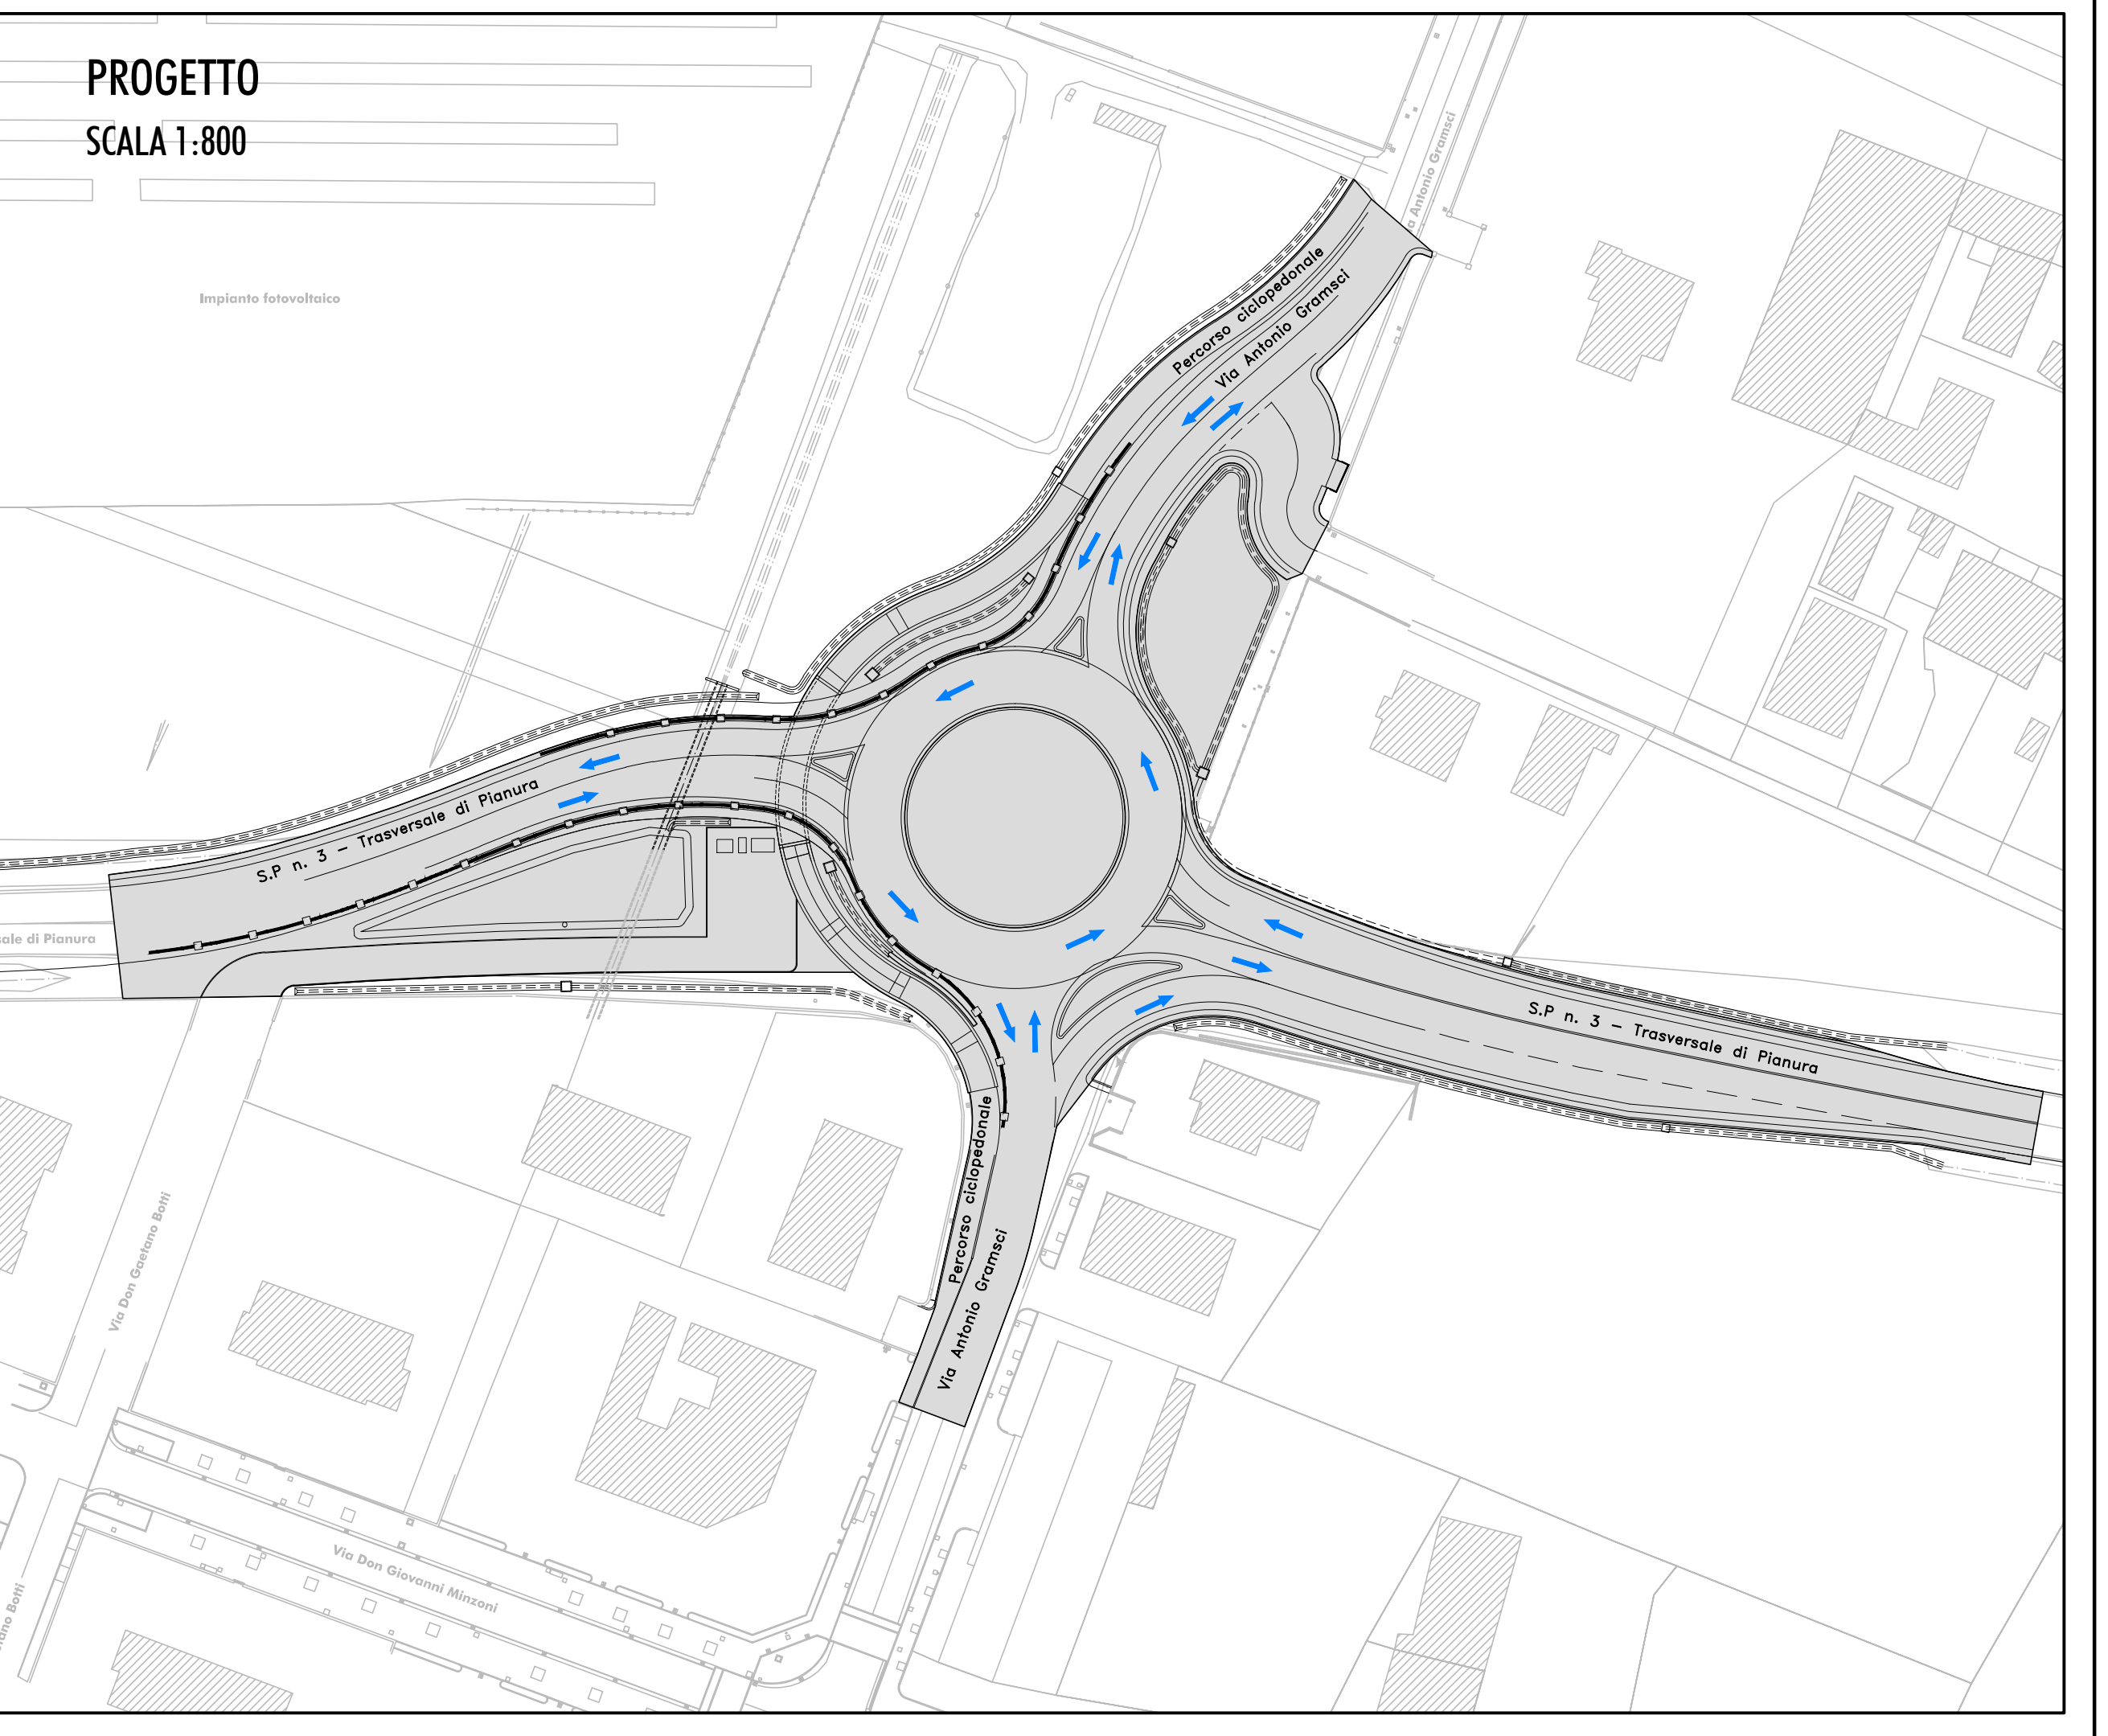 PROGETTO
SCALA 1:800
a Antonio Gramsci
Impianto fotovoltaico
Percorso ciclopedonale
Via Antonio Gramsci
S.P n. 3 – Trasversale di Pianura
ale di Pianura
S.P n. 3 – Trasversale di Pianura
Percorso ciclopedonale
Via Antonio Gramsci
Via Don Gaetano Botti
Via Don Giovanni Minzoni
ano Botti